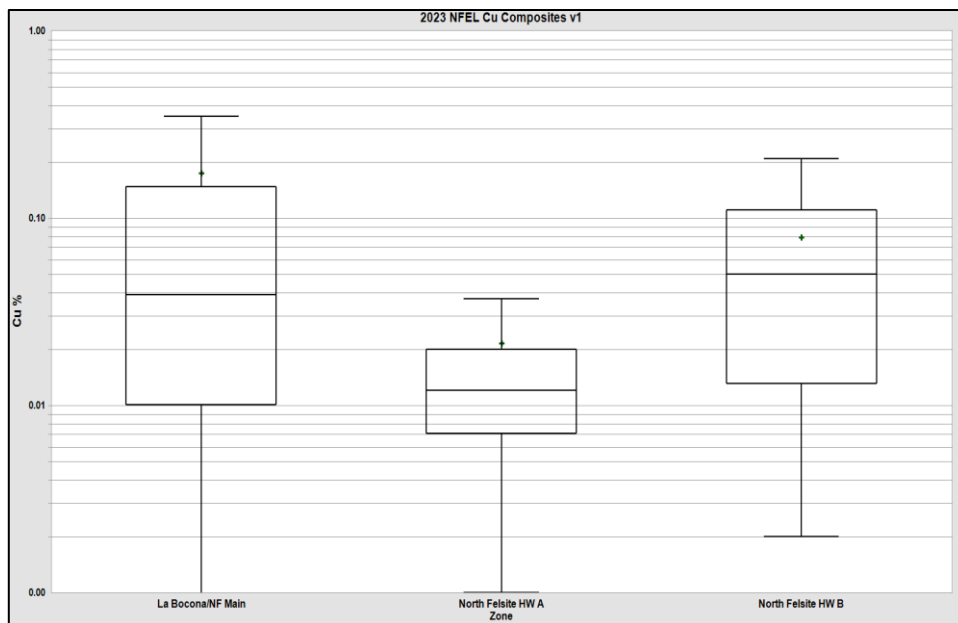 2023 NFEL Cu Composites v1
1.00
0.10
0.01
0.00
Cu %
La Bocona/NF Main
North Felsite HW A
North Felsite HW B
Zone